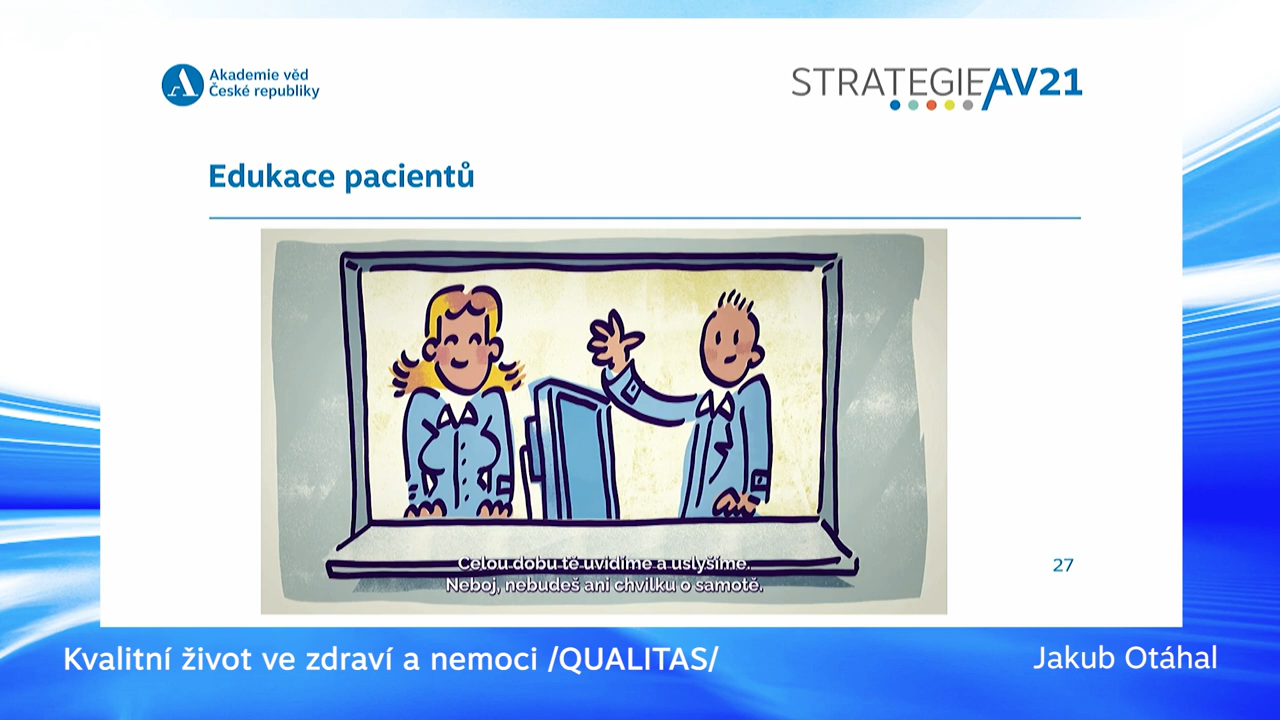 Akademie věd
České republiky
STRATEGIE AV21
Edukace pacientů
Celou dobu tě uvidíme a uslyšíme.
Neboj, nebudeš ani chvilku o samotě.
27
Kvalitní život ve zdraví a nemoci /QUALITAS/
Jakub Otáhal